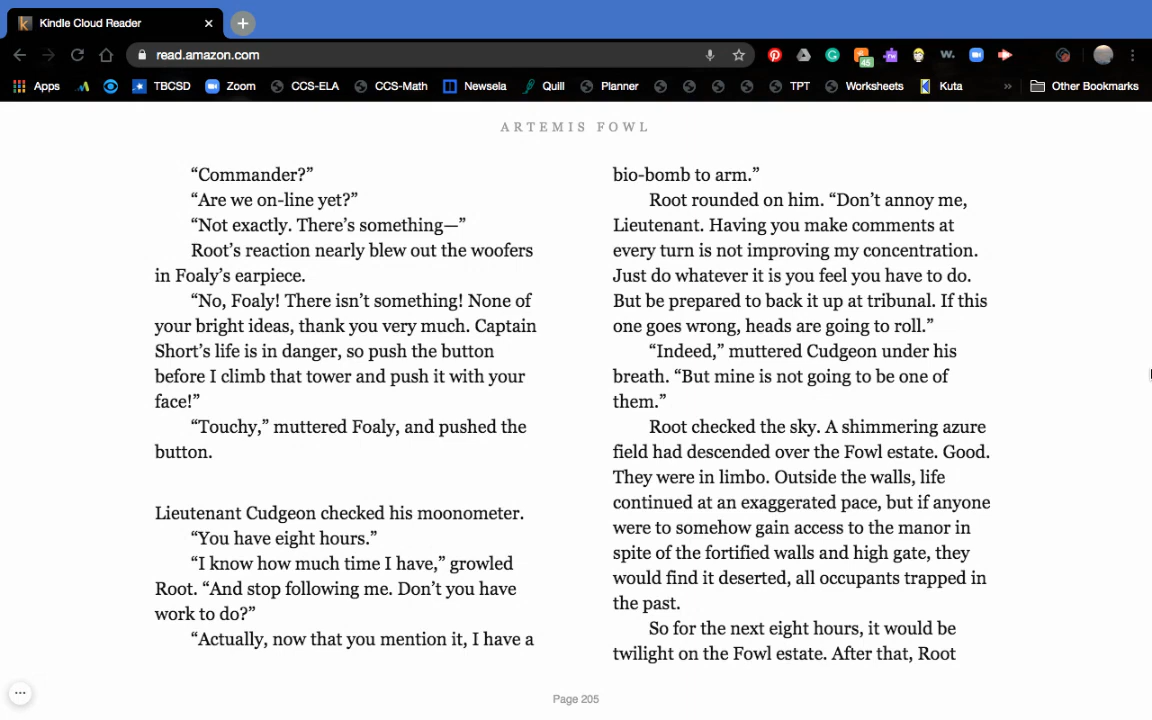 Kindle Cloud Reader
read.amazon.com
45
rw
w.
Apps
TBCSD
Zoom
CCS-ELA
CCS-Math
Newsela
Quill
Planner
TPT
Worksheets
Kuta
»
Other Bookmarks
ARTEMIS FOWL
“Commander?”
“Are we on-line yet?”
“Not exactly. There’s something—”
Root’s reaction nearly blew out the woofers
in Foaly’s earpiece.
“No, Foaly! There isn’t something! None of
your bright ideas, thank you very much. Captain
Short’s life is in danger, so push the button
before I climb that tower and push it with your
face!”
“Touchy,” muttered Foaly, and pushed the
button.
Lieutenant Cudgeon checked his moonometer.
“You have eight hours.”
“I know how much time I have,” growled
Root. “And stop following me. Don’t you have
work to do?”
“Actually, now that you mention it, I have a
bio-bomb to arm.”
Root rounded on him. “Don’t annoy me,
Lieutenant. Having you make comments at
every turn is not improving my concentration.
Just do whatever it is you feel you have to do.
But be prepared to back it up at tribunal. If this
one goes wrong, heads are going to roll.”
“Indeed,” muttered Cudgeon under his
breath. “But mine is not going to be one of
them.”
Root checked the sky. A shimmering azure
field had descended over the Fowl estate. Good.
They were in limbo. Outside the walls, life
continued at an exaggerated pace, but if anyone
were to somehow gain access to the manor in
spite of the fortified walls and high gate, they
would find it deserted, all occupants trapped in
the past.
So for the next eight hours, it would be
twilight on the Fowl estate. After that, Root
Page 205